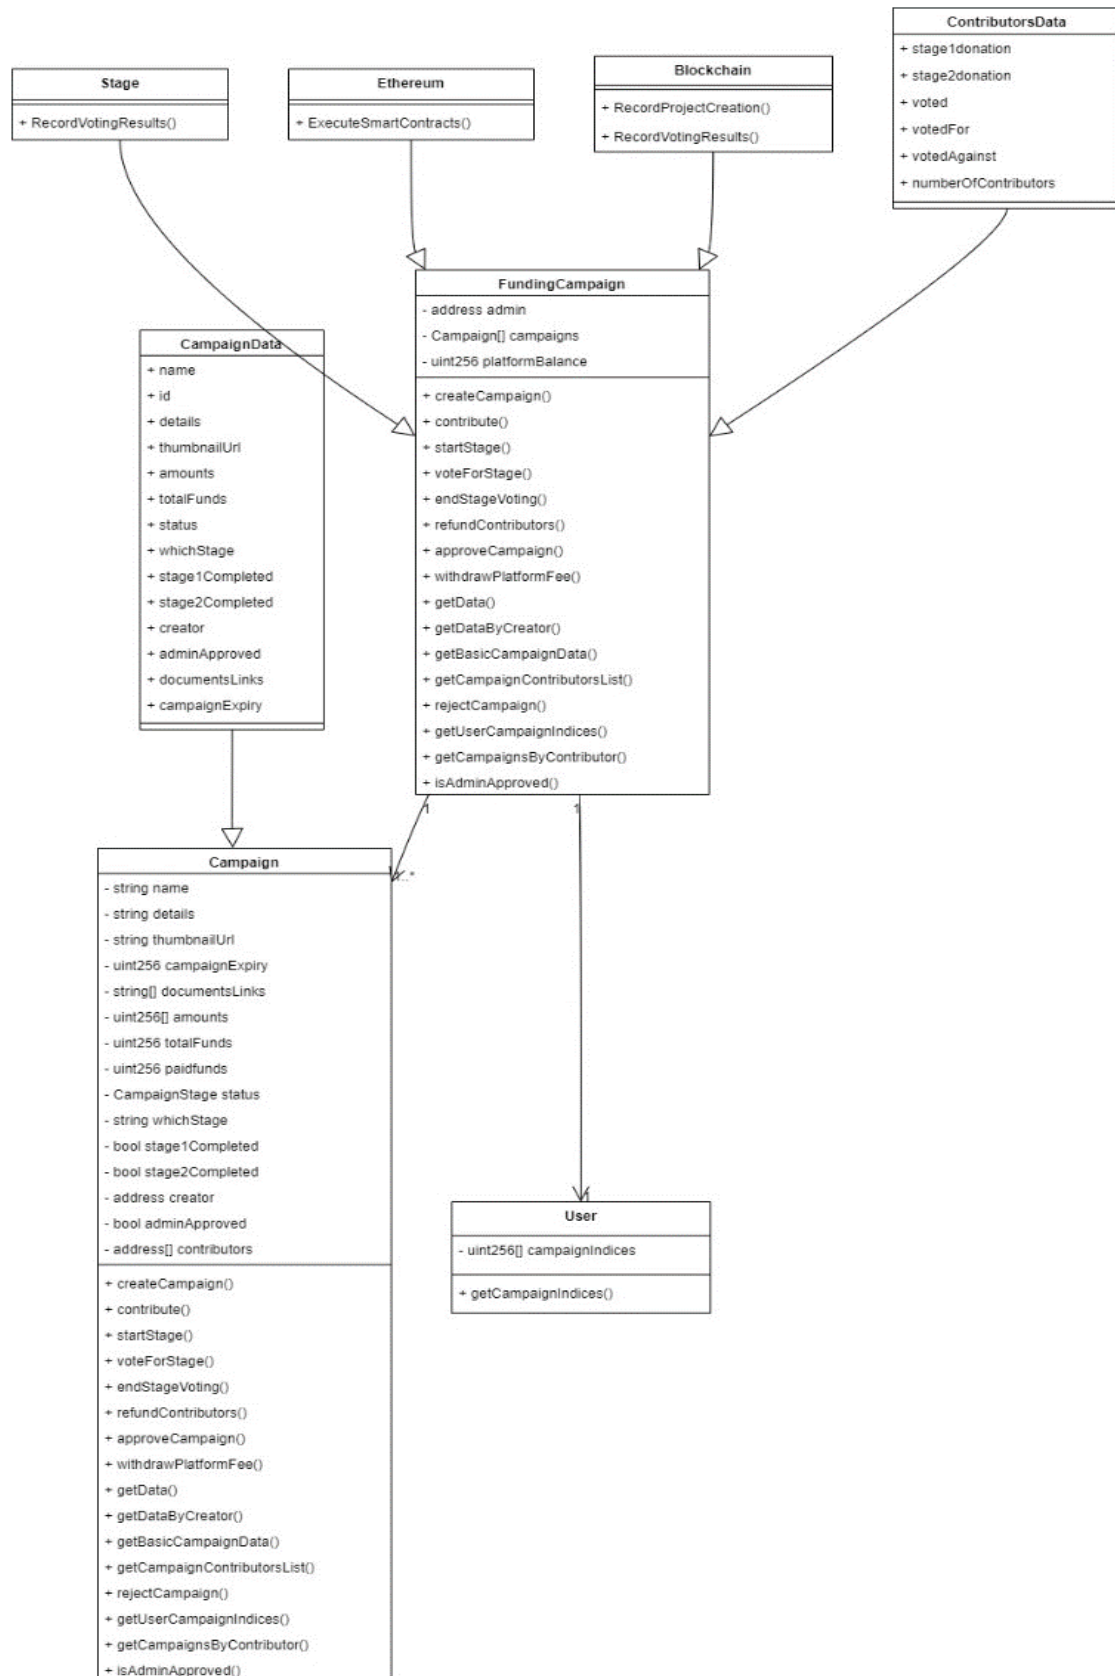 Stage
+ RecordVotingResults()
Ethereum
+ ExecuteSmartContracts()
Blockchain
+ RecordProjectCreation()
+ RecordVotingResults()
ContributorsData
+ stage1donation
+ stage2donation
+ voted
+ votedFor
+ votedAgainst
+ numberOfContributors
CampaignData
+ name
+ id
+ details
+ thumbnailUrl
+ amounts
+ totalFunds
+ status
+ whichStage
+ stage1Completed
+ stage2Completed
+ creator
+ adminApproved
+ documentsLinks
+ campaignExpiry
FundingCampaign
- address admin
- Campaign[] campaigns
- uint256 platformBalance
+ createCampaign()
+ contribute()
+ startStage()
+ voteForStage()
+ endStageVoting()
+ refundContributors()
+ approveCampaign()
+ withdrawPlatformFee()
+ getData()
+ getDataByCreator()
+ getBasicCampaignData()
+ getCampaignContributorsList()
+ rejectCampaign()
+ getUserCampaignIndices()
+ getCampaignsByContributor()
+ isAdminApproved()
1
1
Campaign
- string name
- string details
- string thumbnailUrl
- uint256 campaignExpiry
- string[] documentsLinks
- uint256[] amounts
- uint256 totalFunds
- uint256 paidfunds
- CampaignStage status
- string whichStage
- bool stage1Completed
- bool stage2Completed
- address creator
- bool adminApproved
- address[] contributors
+ createCampaign()
+ contribute()
+ startStage()
+ voteForStage()
+ endStageVoting()
+ refundContributors()
+ approveCampaign()
+ withdrawPlatformFee()
+ getData()
+ getDataByCreator()
+ getBasicCampaignData()
+ getCampaignContributorsList()
+ rejectCampaign()
+ getUserCampaignIndices()
+ getCampaignsByContributor()
+ isAdminApproved()
1
User
- uint256[] campaignIndices
+ getCampaignIndices()